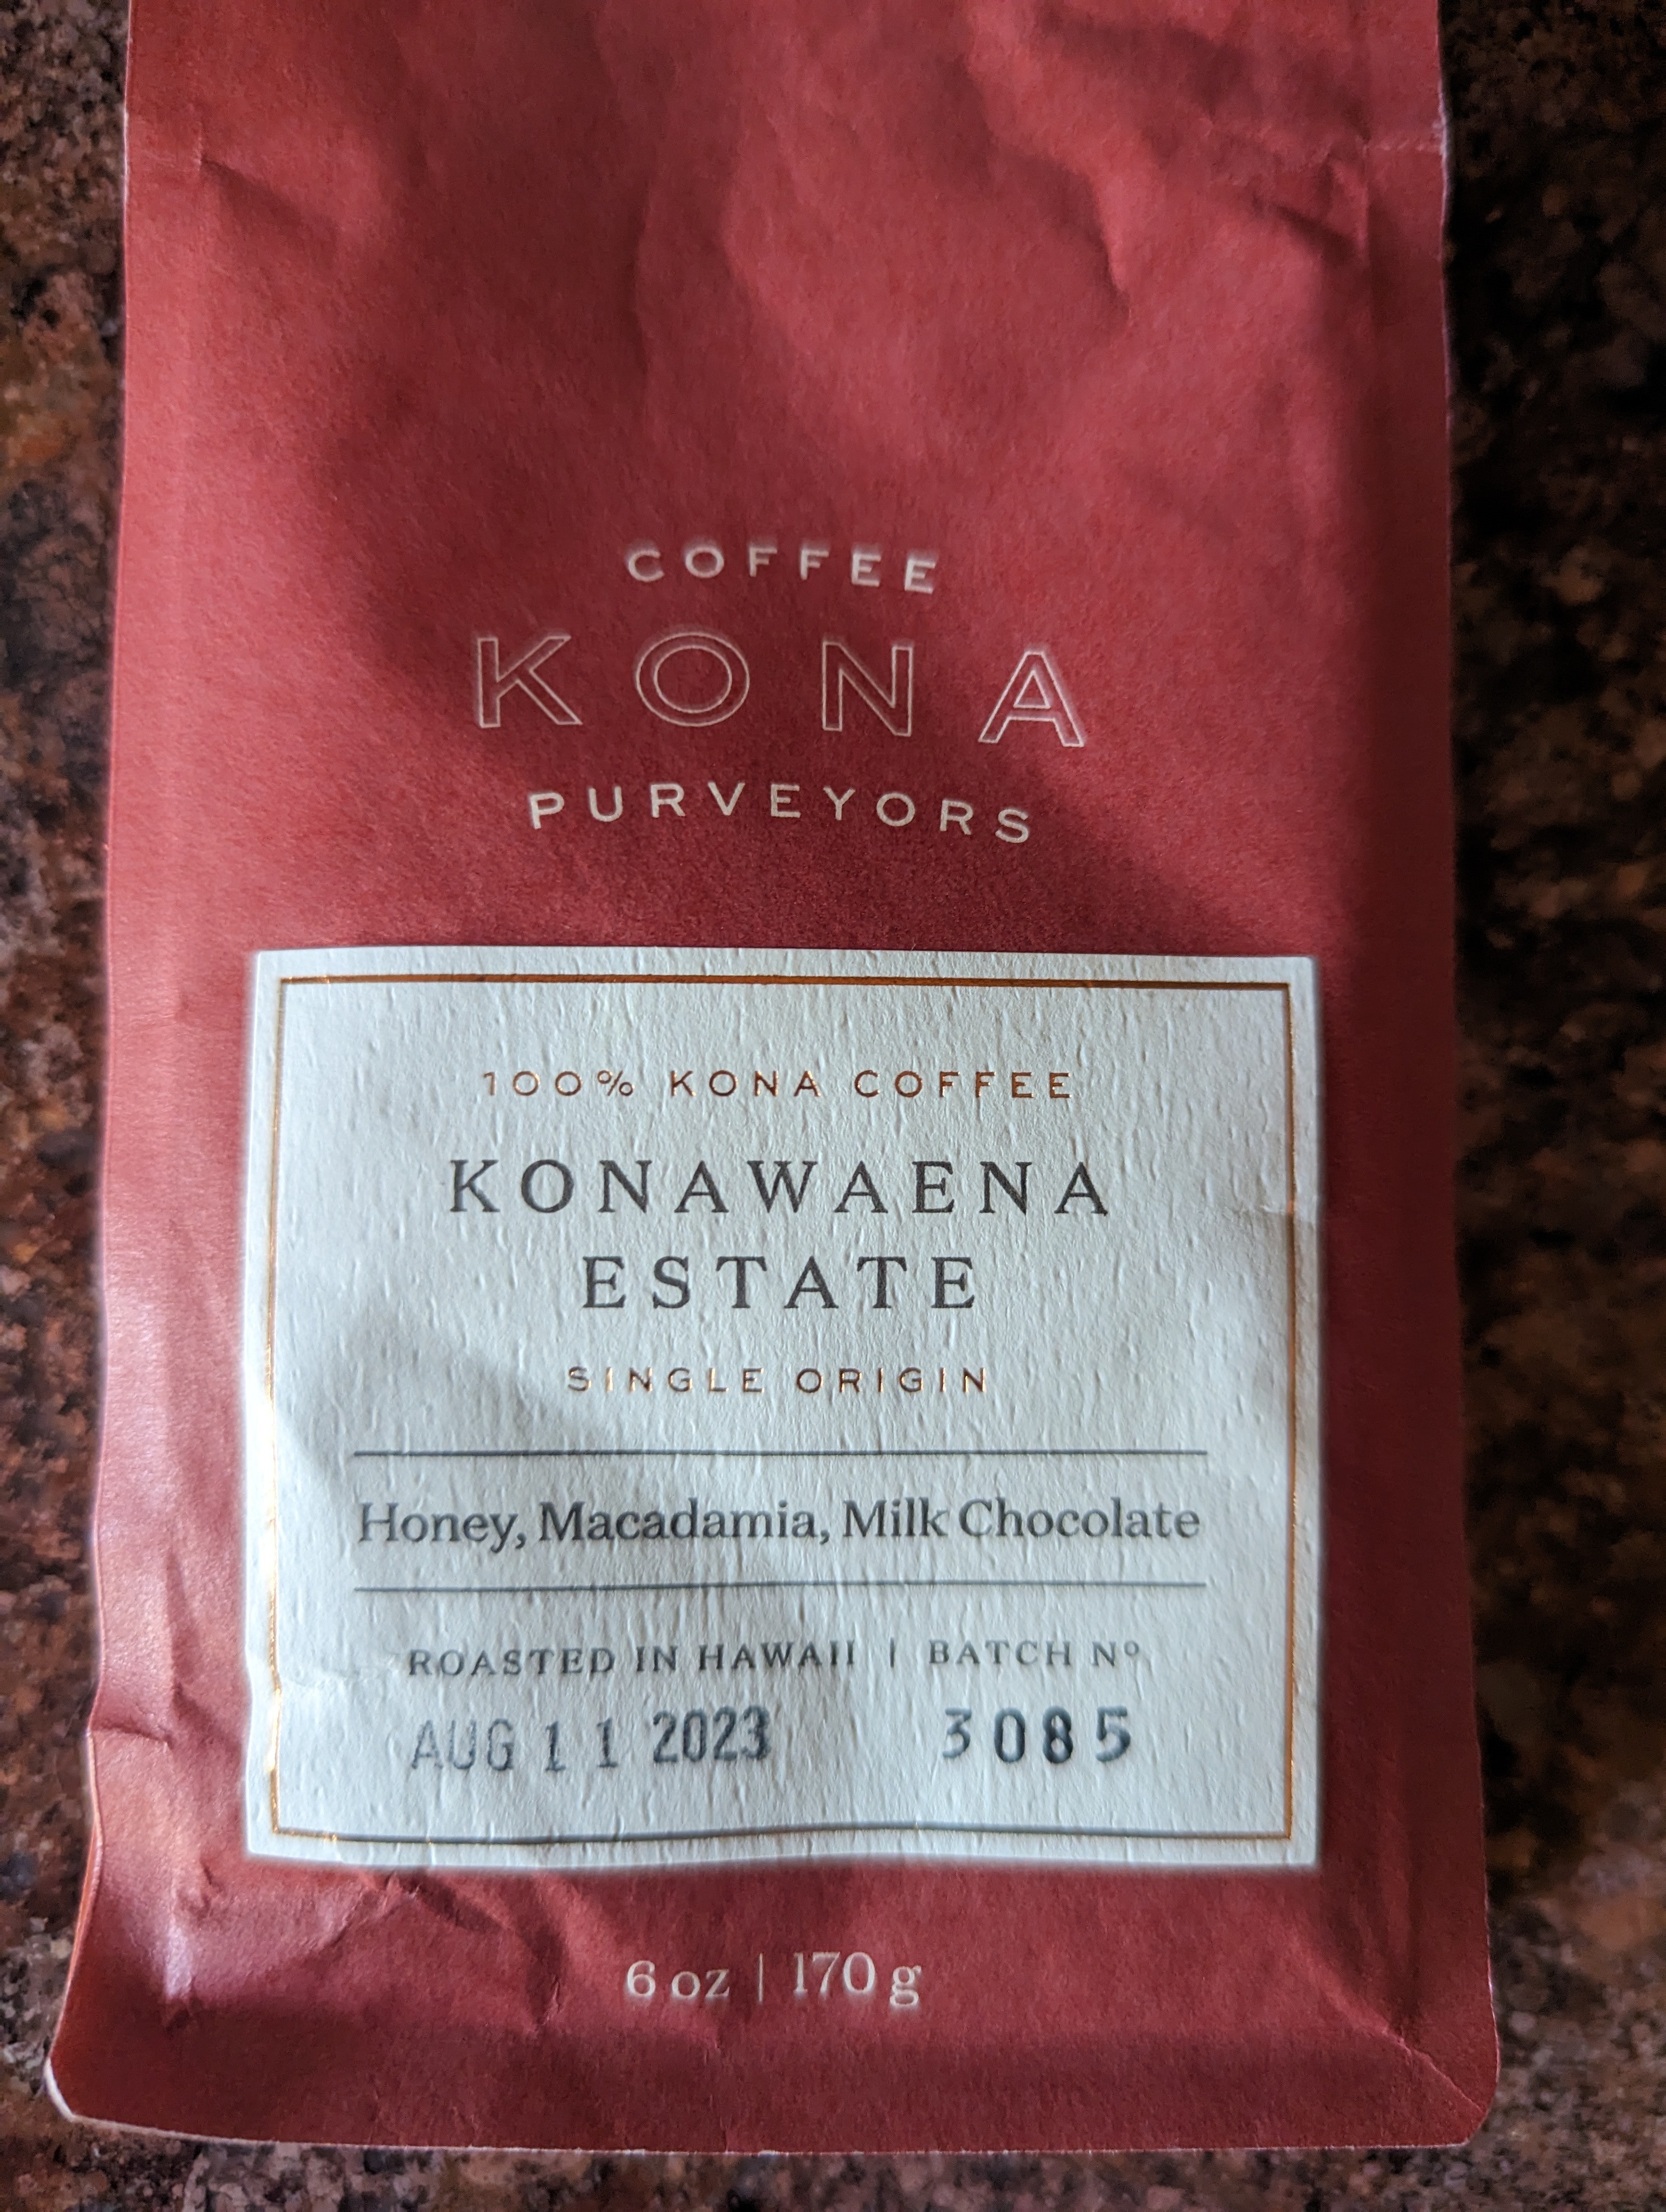 COFFEE
KONA
PURVEYORS
100% KONA COFFEE
KONAWAENA
ESTATE
SINGLE ORIGIN
Honey, Macadamia, Milk Chocolate
ROASTED IN HAWAII | BATCH Nº
AUG 11 2023 3085
6 oz | 170 g